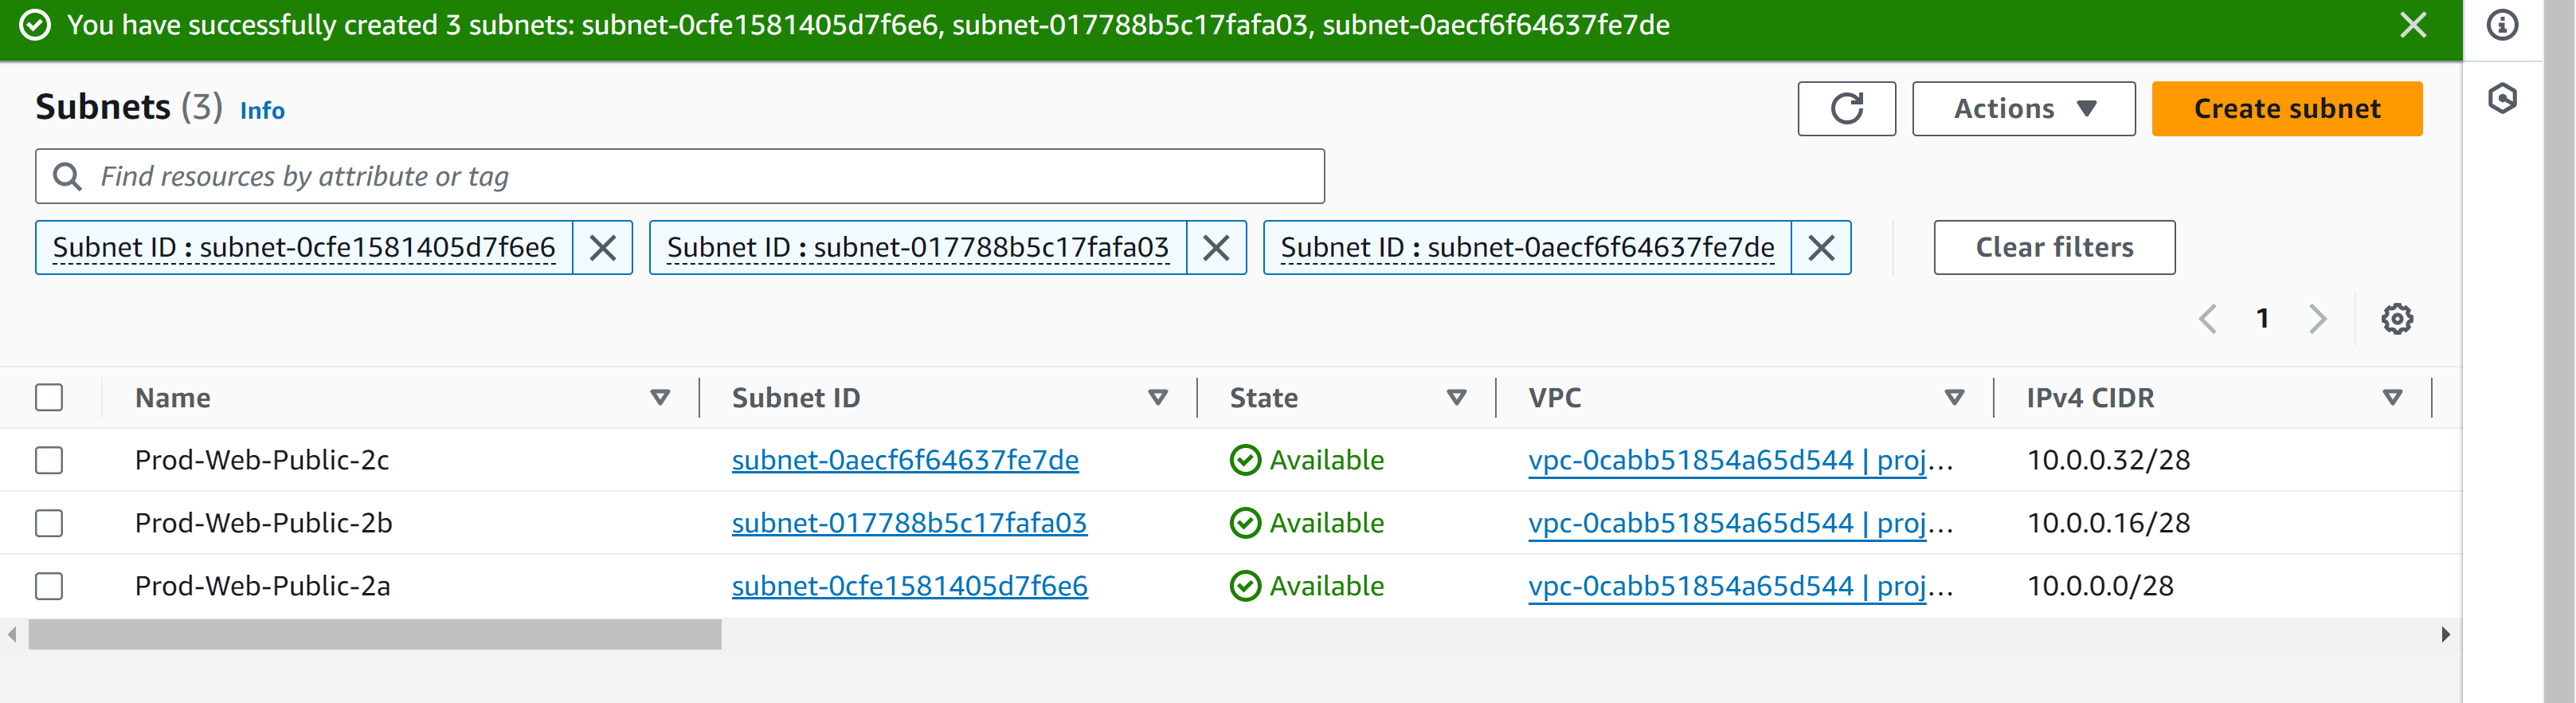 You have successfully created 3 subnets: subnet-0cfe1581405d7f6e6, subnet-017788b5c17fafa03, subnet-0aecf6f64637fe7de
Subnets (3) Info
Actions
Create subnet
Find resources by attribute or tag
Subnet ID : subnet-0cfe1581405d7f6e6
Subnet ID : subnet-017788b5c17fafa03
Subnet ID : subnet-0aecf6f64637fe7de
Clear filters
1
Name Subnet ID State VPC IPv4 CIDR
Prod-Web-Public-2c subnet-0aecf6f64637fe7de Available vpc-0cabb51854a65d544 | proj… 10.0.0.32/28
Prod-Web-Public-2b subnet-017788b5c17fafa03 Available vpc-0cabb51854a65d544 | proj… 10.0.0.16/28
Prod-Web-Public-2a subnet-0cfe1581405d7f6e6 Available vpc-0cabb51854a65d544 | proj… 10.0.0.0/28